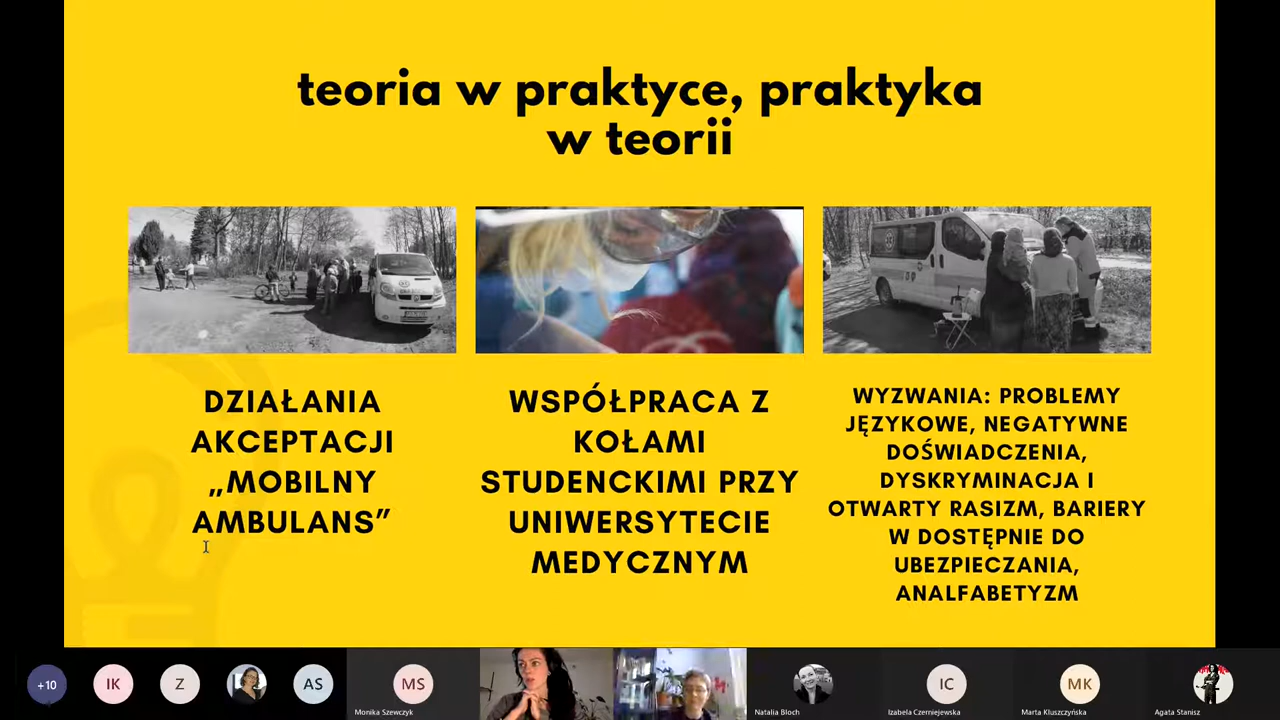 teoria w praktyce, praktyka
w teorii
DZIAŁANIA
AKCEPTACJI
„MOBILNY
AMBULANS”
WSPÓŁPRACA Z
KOŁAMI
STUDENCKIMI PRZY
UNIWERSYTECIE
MEDYCZNYM
WYZWANIA: PROBLEMY
JĘZYKOWE, NEGATYWNE
DOŚWIADCZENIA,
DYSKRYMINACJA I
OTWARTY RASIZM, BARIERY
W DOSTĘPNIE DO
UBEZPIECZANIA,
ANALFABETYZM
+10
IK
Z
AS
MS
Monika Szewczyk
Natalia Bloch
IC
Izabela Czerniejewska
MK
Marta Kluszczyńska
Agata Stanisz